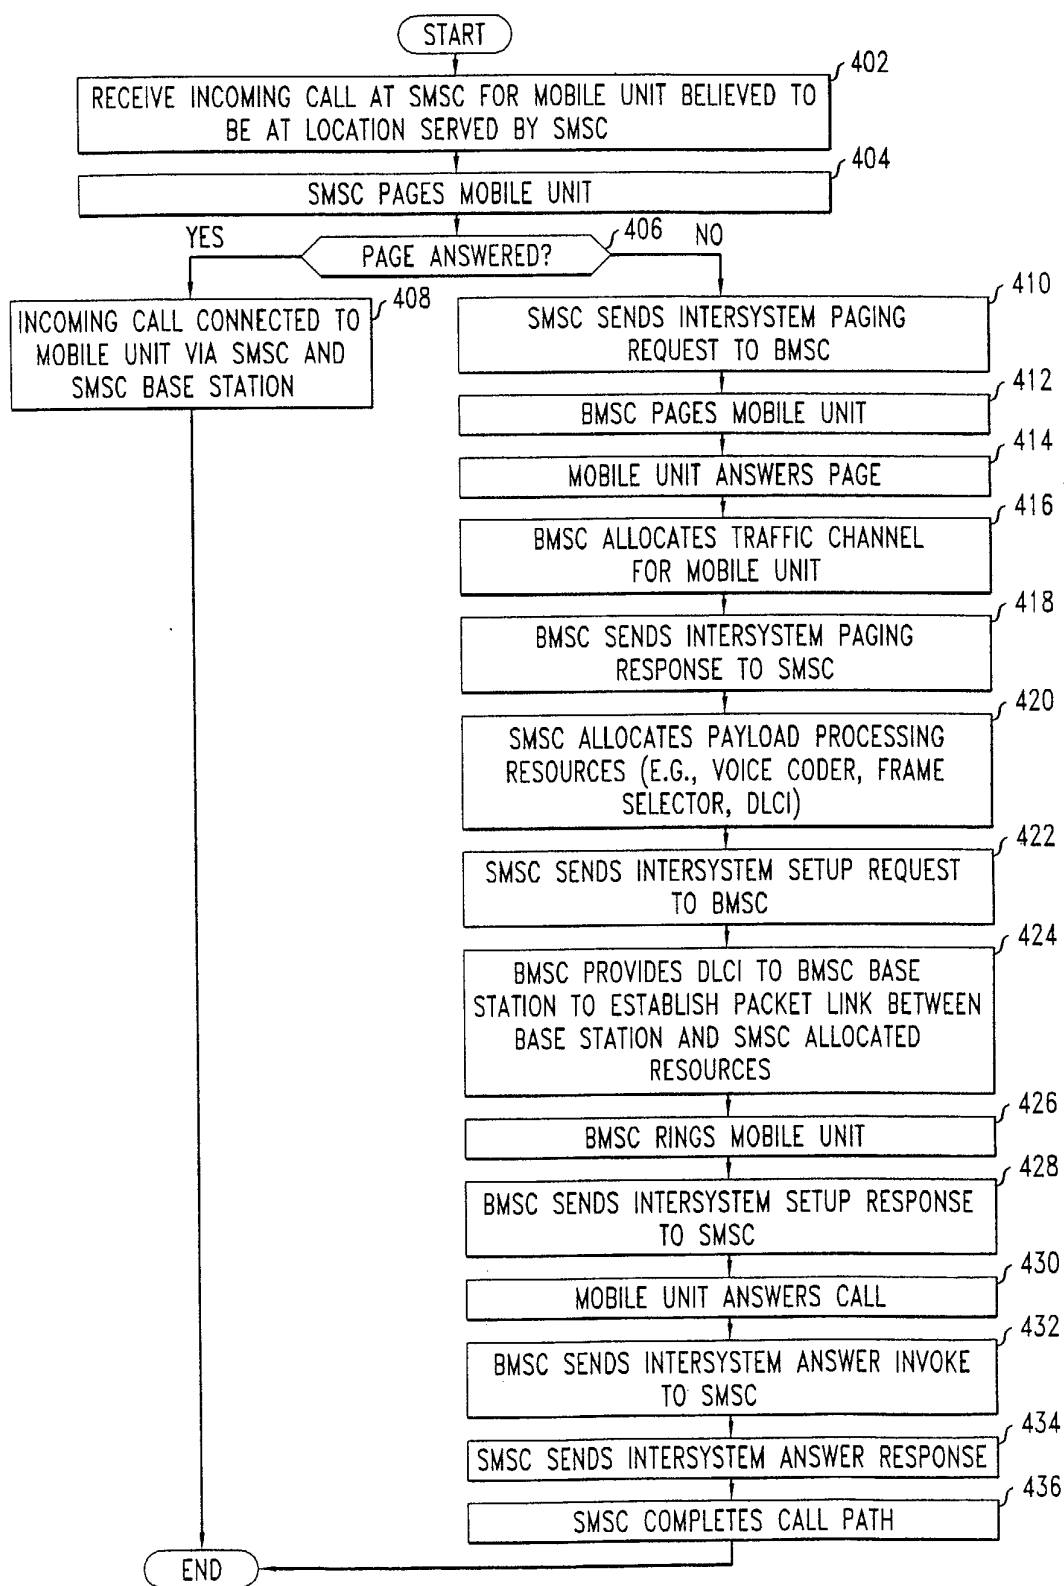 START
402
RECEIVE INCOMING CALL AT SMSC FOR MOBILE UNIT BELIEVED TO
BE AT LOCATION SERVED BY SMSC
404
SMSC PAGES MOBILE UNIT
YES
PAGE ANSWERED?
406
NO
408
INCOMING CALL CONNECTED TO
MOBILE UNIT VIA SMSC AND
SMSC BASE STATION
410
SMSC SENDS INTERSYSTEM PAGING
REQUEST TO BMSC
412
BMSC PAGES MOBILE UNIT
414
MOBILE UNIT ANSWERS PAGE
416
BMSC ALLOCATES TRAFFIC CHANNEL
FOR MOBILE UNIT
418
BMSC SENDS INTERSYSTEM PAGING
RESPONSE TO SMSC
420
SMSC ALLOCATES PAYLOAD PROCESSING
RESOURCES (E.G., VOICE CODER, FRAME
SELECTOR, DLCI)
422
SMSC SENDS INTERSYSTEM SETUP REQUEST
TO BMSC
424
BMSC PROVIDES DLCI TO BMSC BASE
STATION TO ESTABLISH PACKET LINK BETWEEN
BASE STATION AND SMSC ALLOCATED
RESOURCES
426
BMSC RINGS MOBILE UNIT
428
BMSC SENDS INTERSYSTEM SETUP RESPONSE
TO SMSC
430
MOBILE UNIT ANSWERS CALL
432
BMSC SENDS INTERSYSTEM ANSWER INVOKE
TO SMSC
434
SMSC SENDS INTERSYSTEM ANSWER RESPONSE
436
SMSC COMPLETES CALL PATH
END